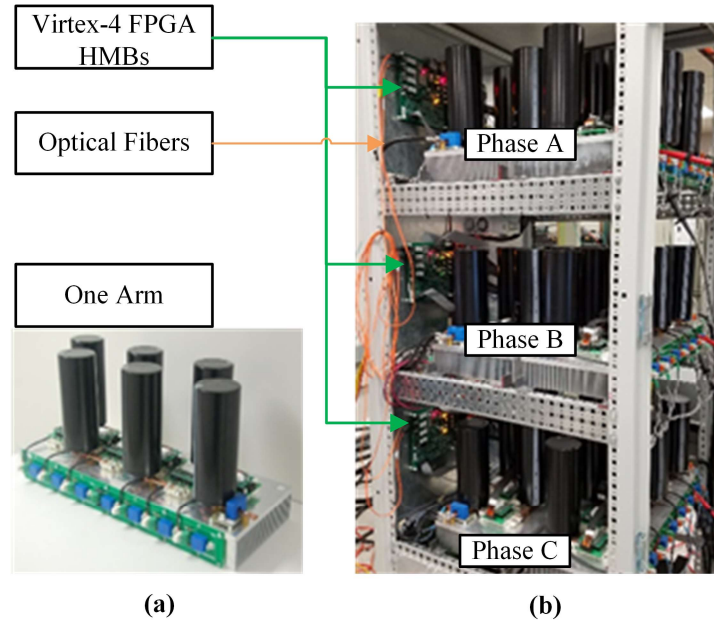 Virtex-4 FPGA
HMBs
Optical Fibers
One Arm
Phase A
Phase B
Phase C
(a)
(b)